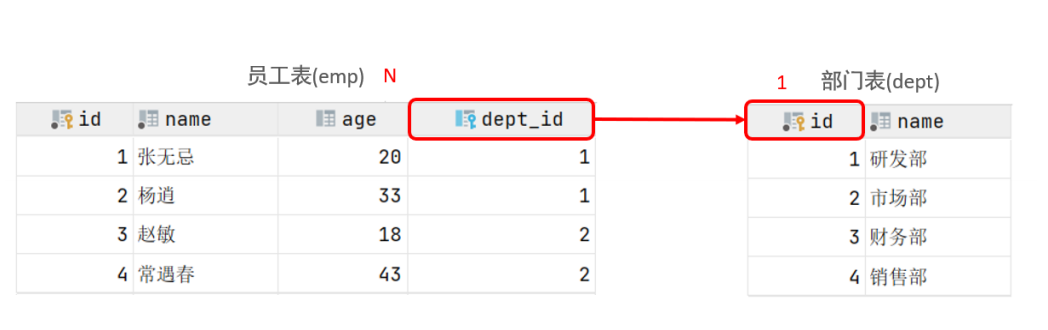 员工表(emp) N
1 部门表(dept)
id name age dept_id
id name
1 张无忌 20 1
1 研发部
2 杨逍 33 1
2 市场部
3 赵敏 18 2
3 财务部
4 常遇春 43 2
4 销售部